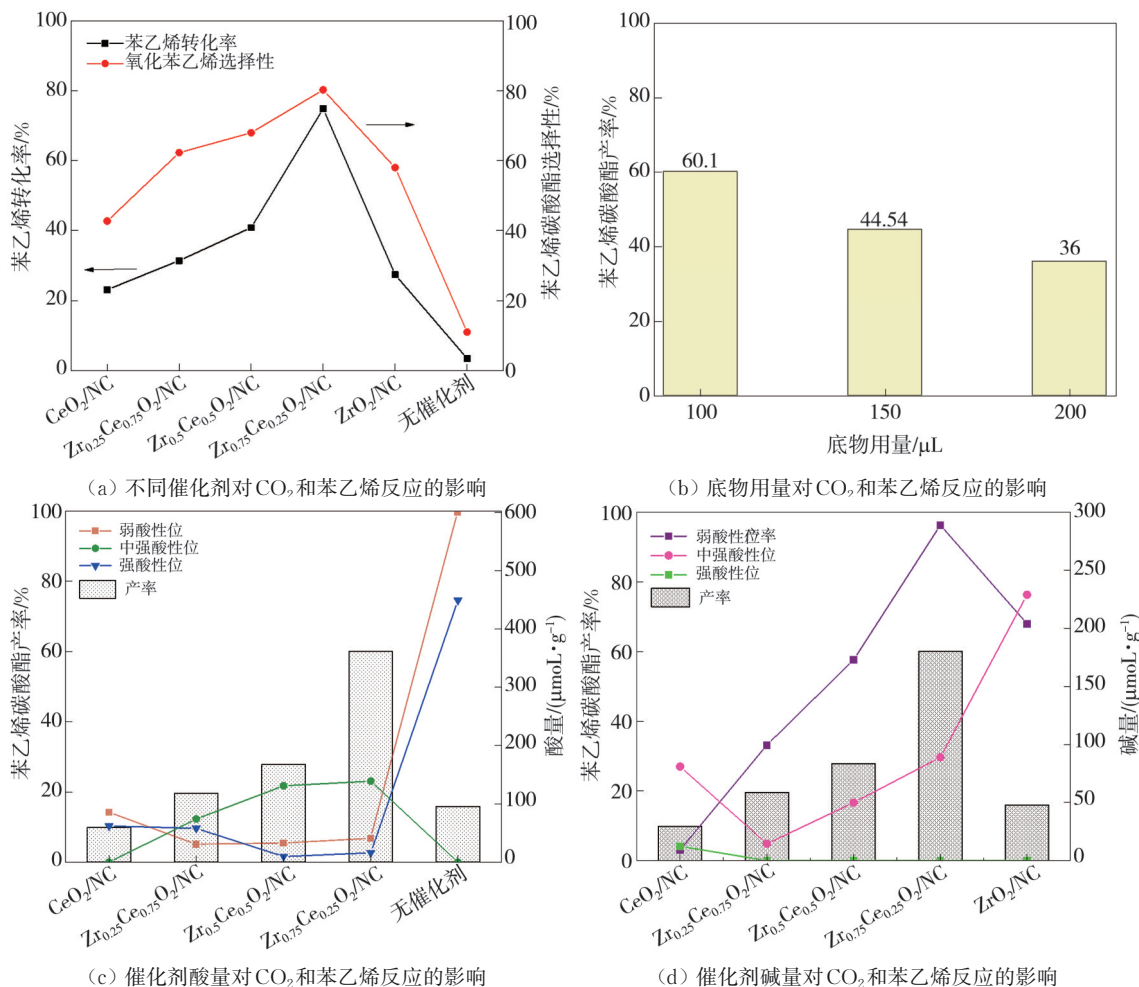 100
80
60
40
20
0
苯乙烯转化率/%
苯乙烯转化率
氧化苯乙烯选择性
100
80
60
40
20
0
苯乙烯碳酸酯选择性/%
CeO₂/NC
Zr₀.₂₅Ce₀.₇₅O₂/NC
Zr₀.₅Ce₀.₅O₂/NC
Zr₀.₇₅Ce₀.₂₅O₂/NC
ZrO₂/NC
无催化剂
（a）不同催化剂对CO₂和苯乙烯反应的影响
100
80
60
40
20
0
苯乙烯碳酸酯产率/%
60.1
44.54
36
100
150
200
底物用量/μL
（b）底物用量对CO₂和苯乙烯反应的影响
100
80
60
40
20
0
苯乙烯碳酸酯产率/%
弱酸性位
中强酸性位
强酸性位
产率
600
500
400
300
200
100
0
酸量/(μmoL•g⁻¹)
CeO₂/NC
Zr₀.₂₅Ce₀.₇₅O₂/NC
Zr₀.₅Ce₀.₅O₂/NC
Zr₀.₇₅Ce₀.₂₅O₂/NC
无催化剂
（c）催化剂酸量对CO₂和苯乙烯反应的影响
100
80
60
40
20
0
苯乙烯碳酸酯产率/%
弱酸性位率
中强酸性位
强酸性位
产率
300
250
200
150
100
50
0
碱量/(μmoL•g⁻¹)
CeO₂/NC
Zr₀.₂₅Ce₀.₇₅O₂/NC
Zr₀.₅Ce₀.₅O₂/NC
Zr₀.₇₅Ce₀.₂₅O₂/NC
ZrO₂/NC
（d）催化剂碱量对CO₂和苯乙烯反应的影响